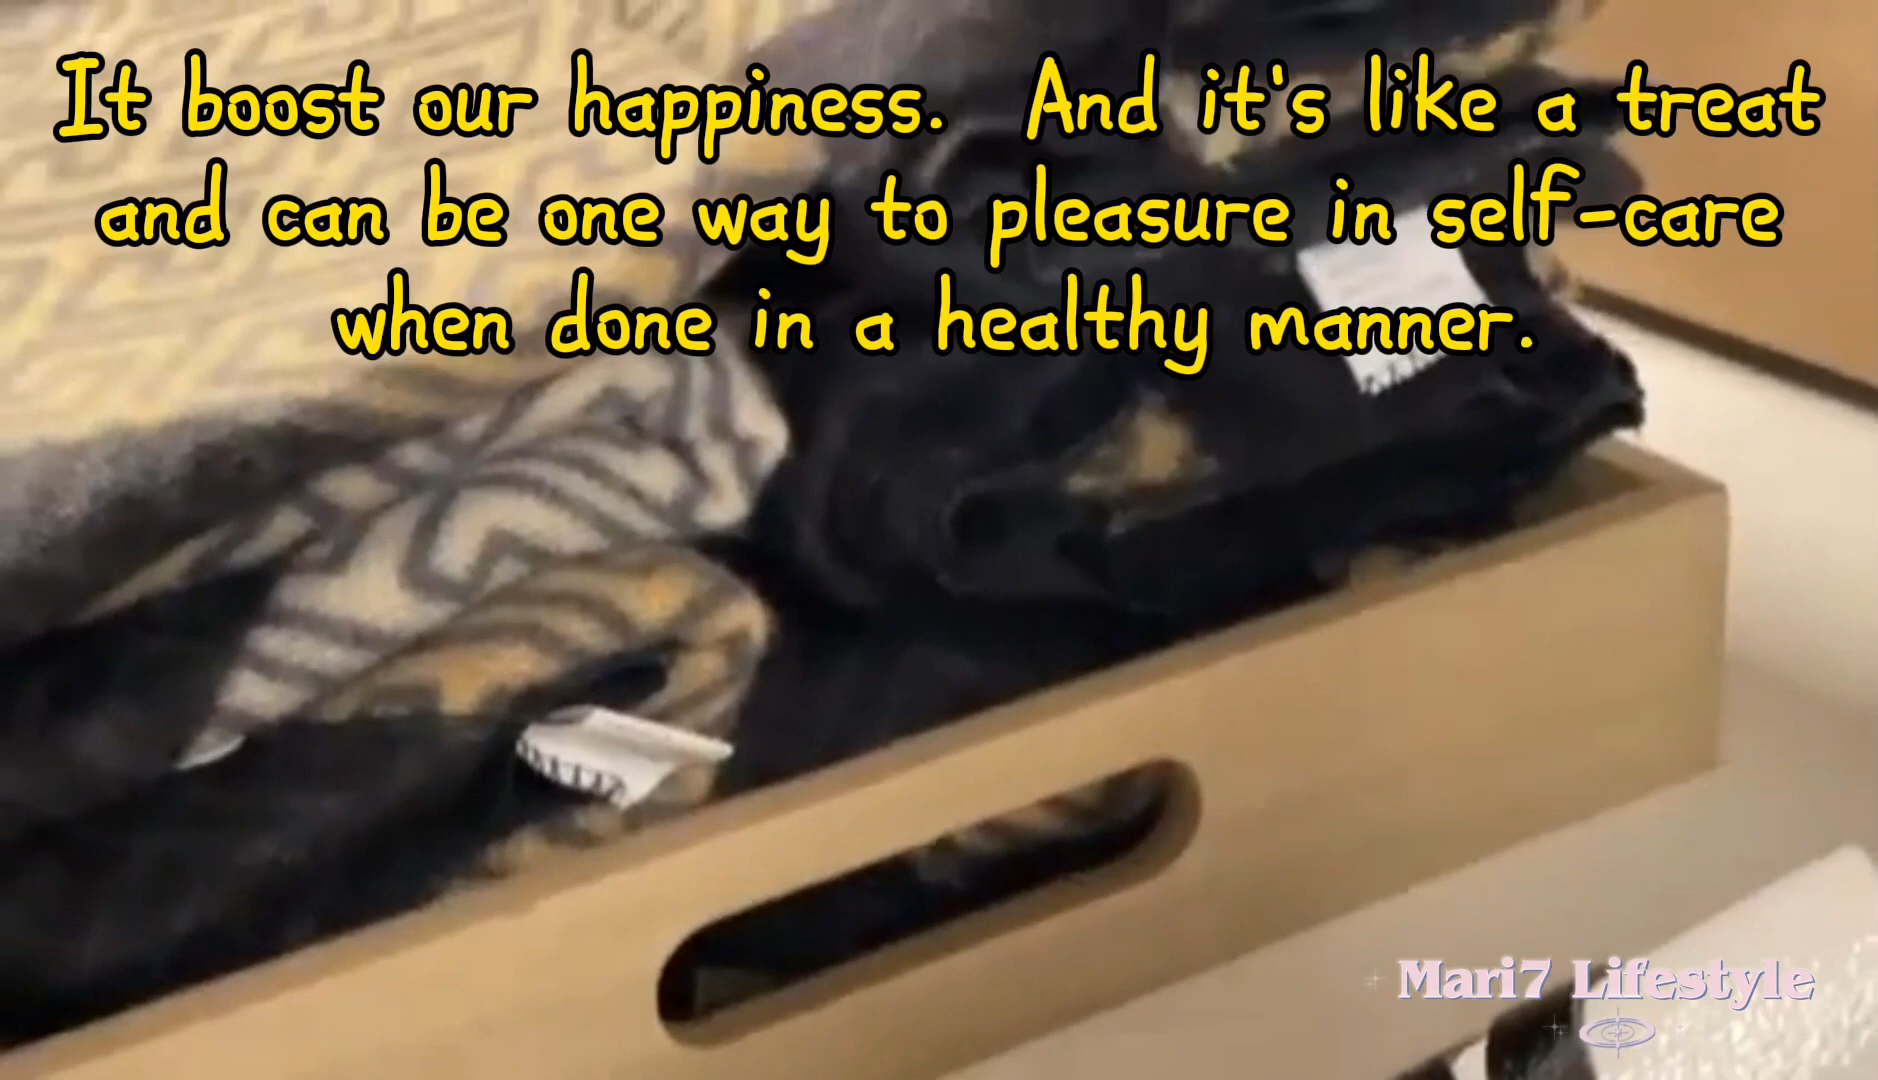 It boost our happiness. And it's like a treat
and can be one way to pleasure in self-care
when done in a healthy manner.
Mari7 Lifestyle